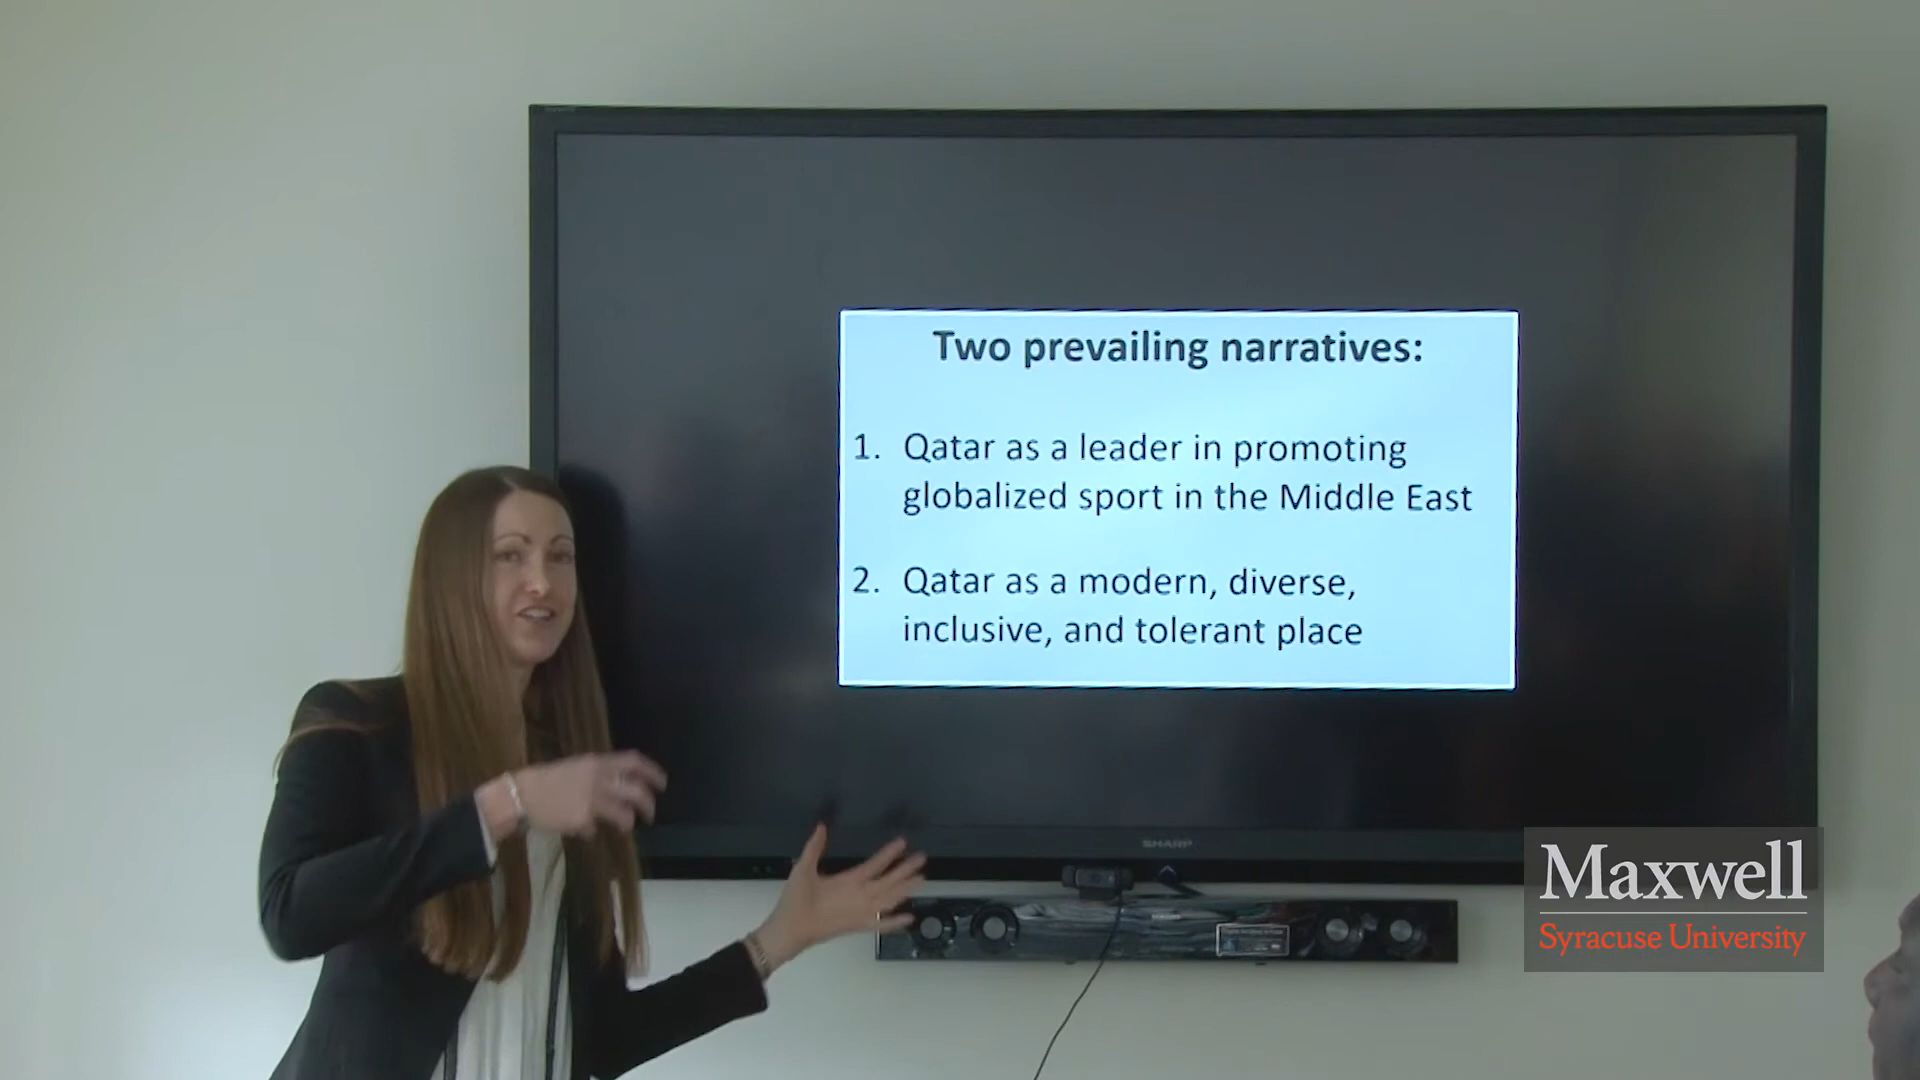 Two prevailing narratives:
1. Qatar as a leader in promoting
globalized sport in the Middle East
2. Qatar as a modern, diverse,
inclusive, and tolerant place
SHARP
Maxwell
Syracuse University